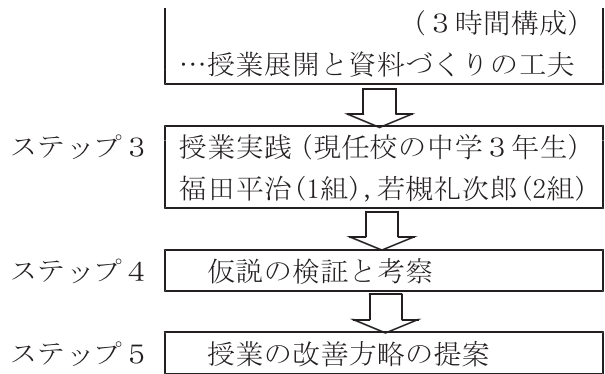 (3時間構成)
…授業展開と資料づくりの工夫
ステップ3 授業実践(現任校の中学3年生)
福田平治(1組),若槻礼次郎(2組)
ステップ4 仮説の検証と考察
ステップ5 授業の改善方略の提案